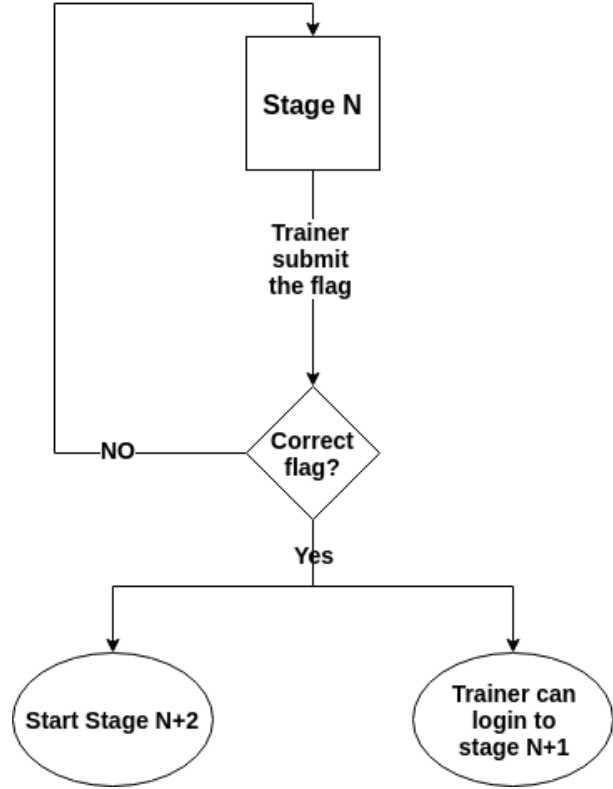 Stage N
Trainer
submit
the flag
Correct
flag?
NO
Yes
Start Stage N+2
Trainer can
login to
stage N+1